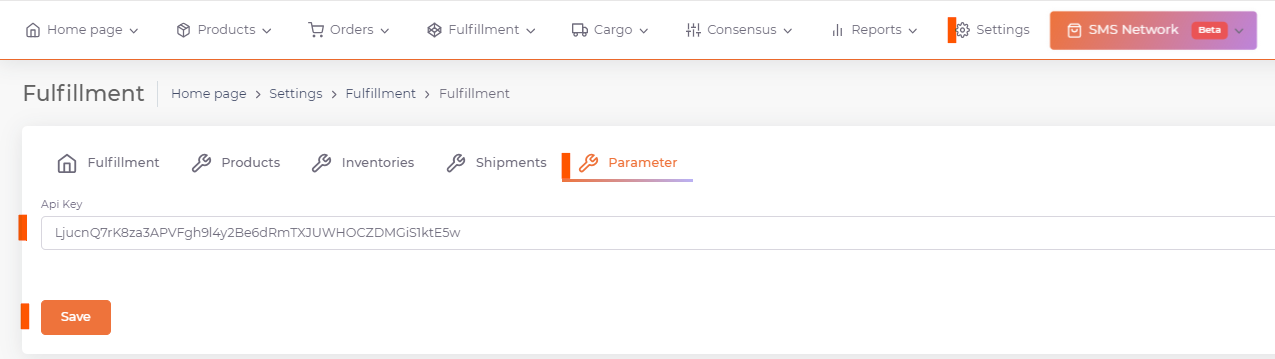 Home page Products Orders Fulfillment Cargo Consensus Reports Settings SMS Network Beta
Fulfillment Home page > Settings > Fulfillment > Fulfillment
Fulfillment Products Inventories Shipments Parameter
Api Key
LjucnQ7rK8za3APVFgh9l4y2Be6dRmTXJUWHOCZDMGiS1ktE5w
Save